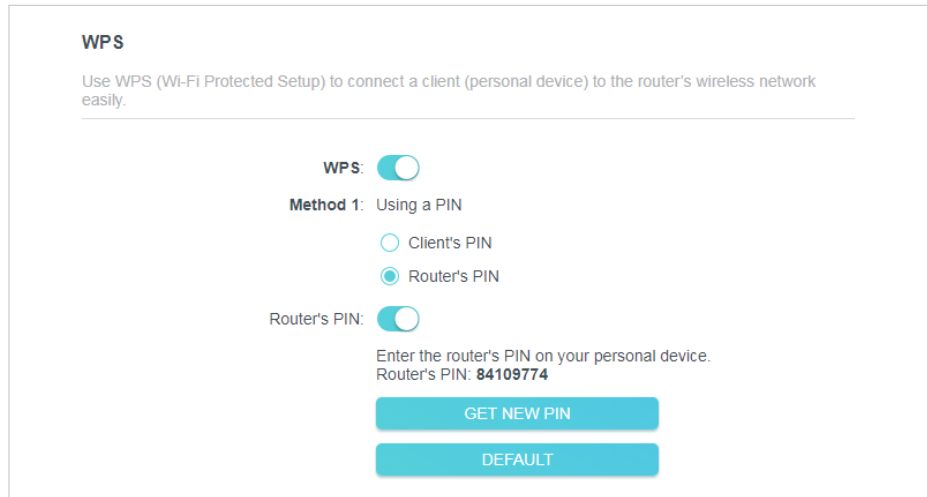 WPS
Use WPS (Wi-Fi Protected Setup) to connect a client (personal device) to the router's wireless network
easily.
WPS:
Method 1: Using a PIN
Client's PIN
Router's PIN
Router's PIN:
Enter the router's PIN on your personal device.
Router's PIN: 84109774
GET NEW PIN
DEFAULT